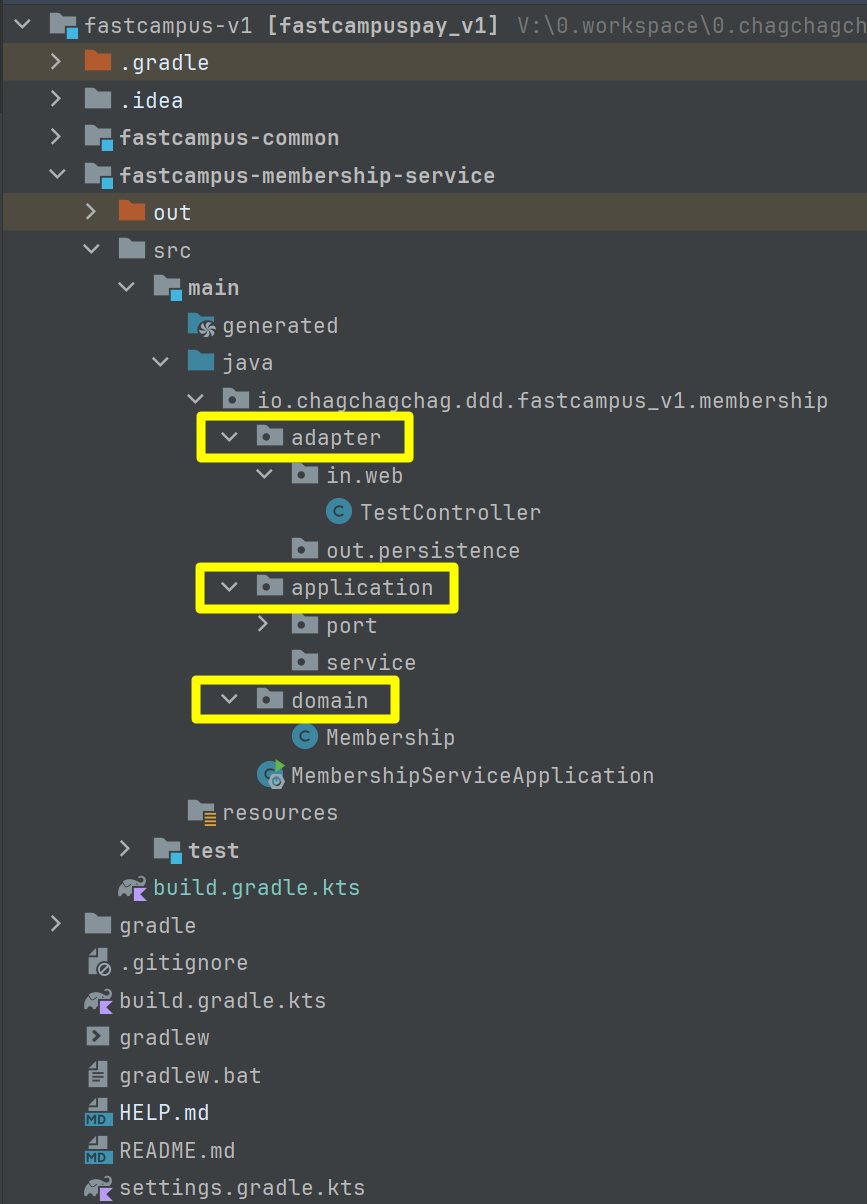 fastcampus-v1 [fastcampuspay_v1] V:\0.workspace\0.chagchagch
.gradle
.idea
fastcampus-common
fastcampus-membership-service
out
src
main
generated
java
io.chagchagchag.ddd.fastcampus_v1.membership
adapter
in.web
C TestController
out.persistence
application
port
service
domain
C Membership
MembershipServiceApplication
resources
test
build.gradle.kts
gradle
.gitignore
build.gradle.kts
gradlew
gradlew.bat
MD HELP.md
MD README.md
settings.gradle.kts